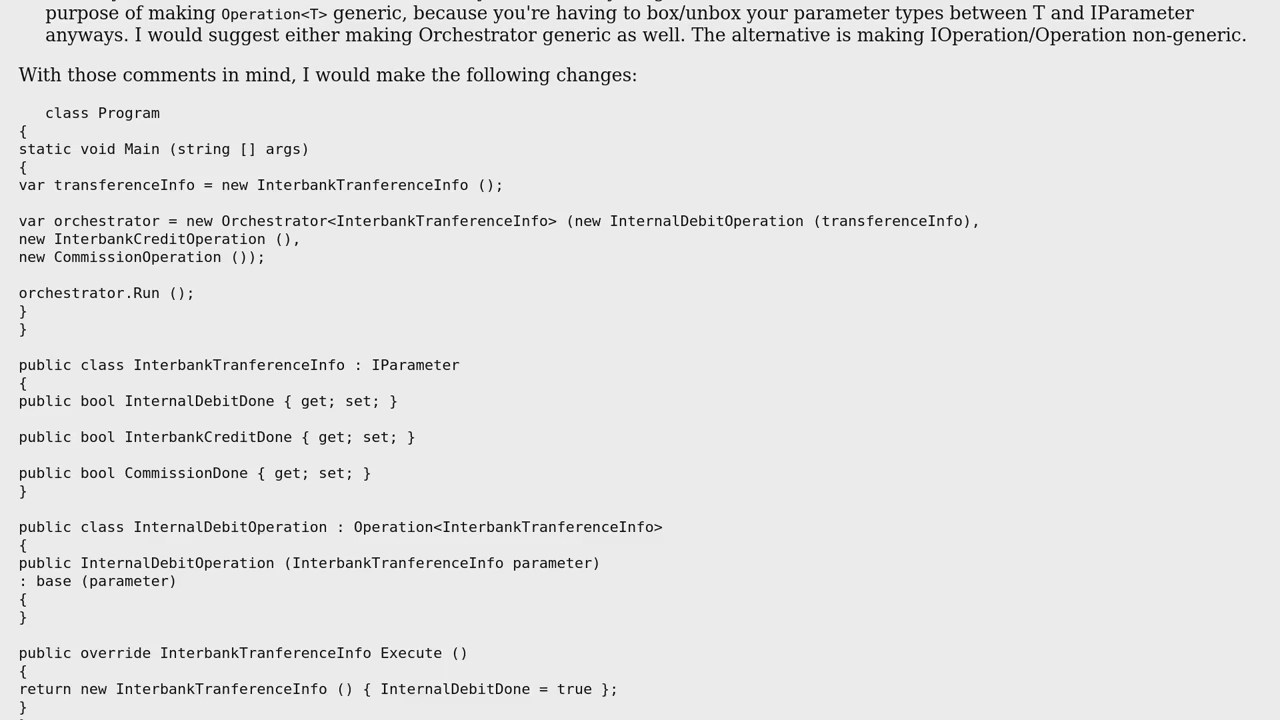 purpose of making Operation<T> generic, because you're having to box/unbox your parameter types between T and IParameter
anyways. I would suggest either making Orchestrator generic as well. The alternative is making IOperation/Operation non-generic.
With those comments in mind, I would make the following changes:
class Program
{
static void Main (string [] args)
{
var transferenceInfo = new InterbankTranferenceInfo ();
var orchestrator = new Orchestrator<InterbankTranferenceInfo> (new InternalDebitOperation (transferenceInfo),
new InterbankCreditOperation (),
new CommissionOperation ());
orchestrator.Run ();
}
}
public class InterbankTranferenceInfo : IParameter
{
public bool InternalDebitDone { get; set; }
public bool InterbankCreditDone { get; set; }
public bool CommissionDone { get; set; }
}
public class InternalDebitOperation : Operation<InterbankTranferenceInfo>
{
public InternalDebitOperation (InterbankTranferenceInfo parameter)
: base (parameter)
{
}
public override InterbankTranferenceInfo Execute ()
{
return new InterbankTranferenceInfo () { InternalDebitDone = true };
}